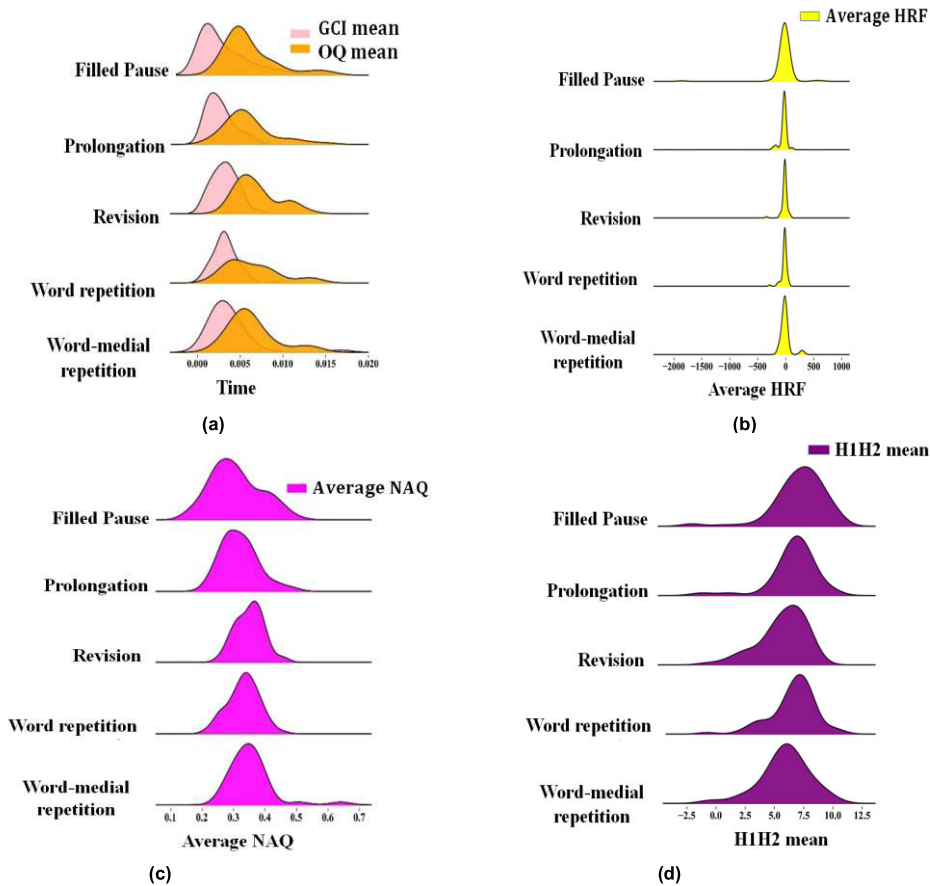 GCI mean
OQ mean
Filled Pause
Prolongation
Revision
Word repetition
Word-medial
repetition
0.000 0.005 0.010 0.015 0.020
Time
(a)
Average HRF
Filled Pause
Prolongation
Revision
Word repetition
Word-medial
repetition
−2000 −1500 −1000 −500 0 500 1000
Average HRF
(b)
Average NAQ
Filled Pause
Prolongation
Revision
Word repetition
Word-medial
repetition
0.1 0.2 0.3 0.4 0.5 0.6 0.7
Average NAQ
(c)
H1H2 mean
Filled Pause
Prolongation
Revision
Word repetition
Word-medial
repetition
−2.5 0.0 2.5 5.0 7.5 10.0 12.5
H1H2 mean
(d)